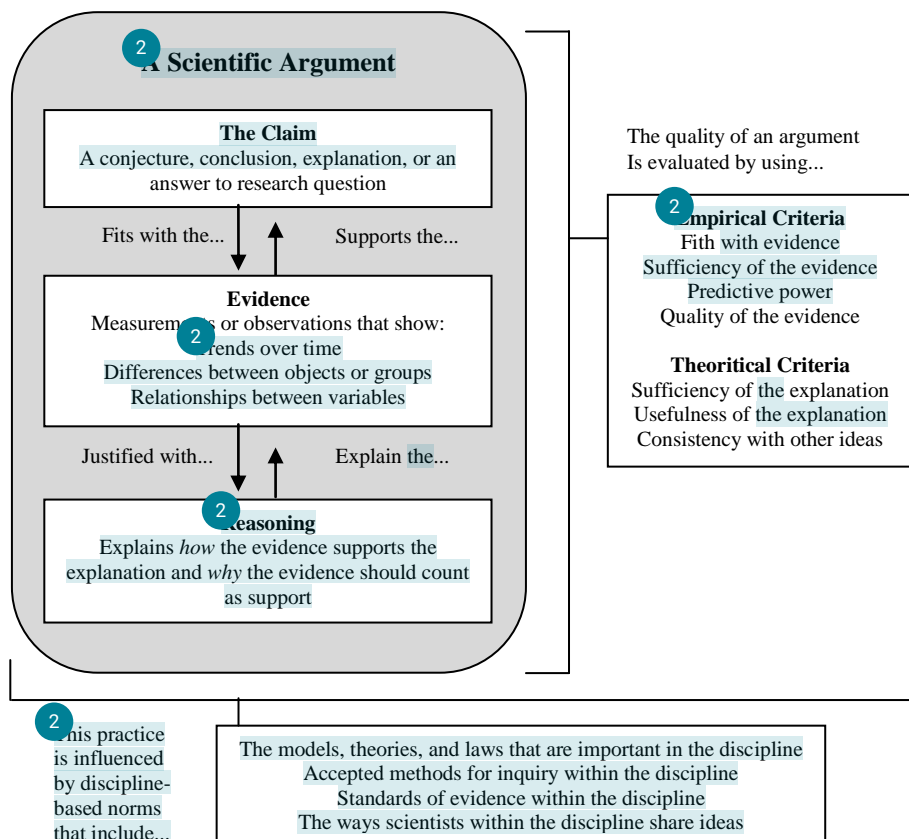 2
A Scientific Argument
The Claim
A conjecture, conclusion, explanation, or an
answer to research question
Fits with the...
Supports the...
2
Evidence
Measurements or observations that show:
Trends over time
Differences between objects or groups
Relationships between variables
Justified with...
Explain the...
2
Reasoning
Explains how the evidence supports the
explanation and why the evidence should count
as support
The quality of an argument
Is evaluated by using...
2
Empirical Criteria
Fith with evidence
Sufficiency of the evidence
Predictive power
Quality of the evidence
Theoritical Criteria
Sufficiency of the explanation
Usefulness of the explanation
Consistency with other ideas
2
This practice
is influenced
by discipline-
based norms
that include...
The models, theories, and laws that are important in the discipline
Accepted methods for inquiry within the discipline
Standards of evidence within the discipline
The ways scientists within the discipline share ideas